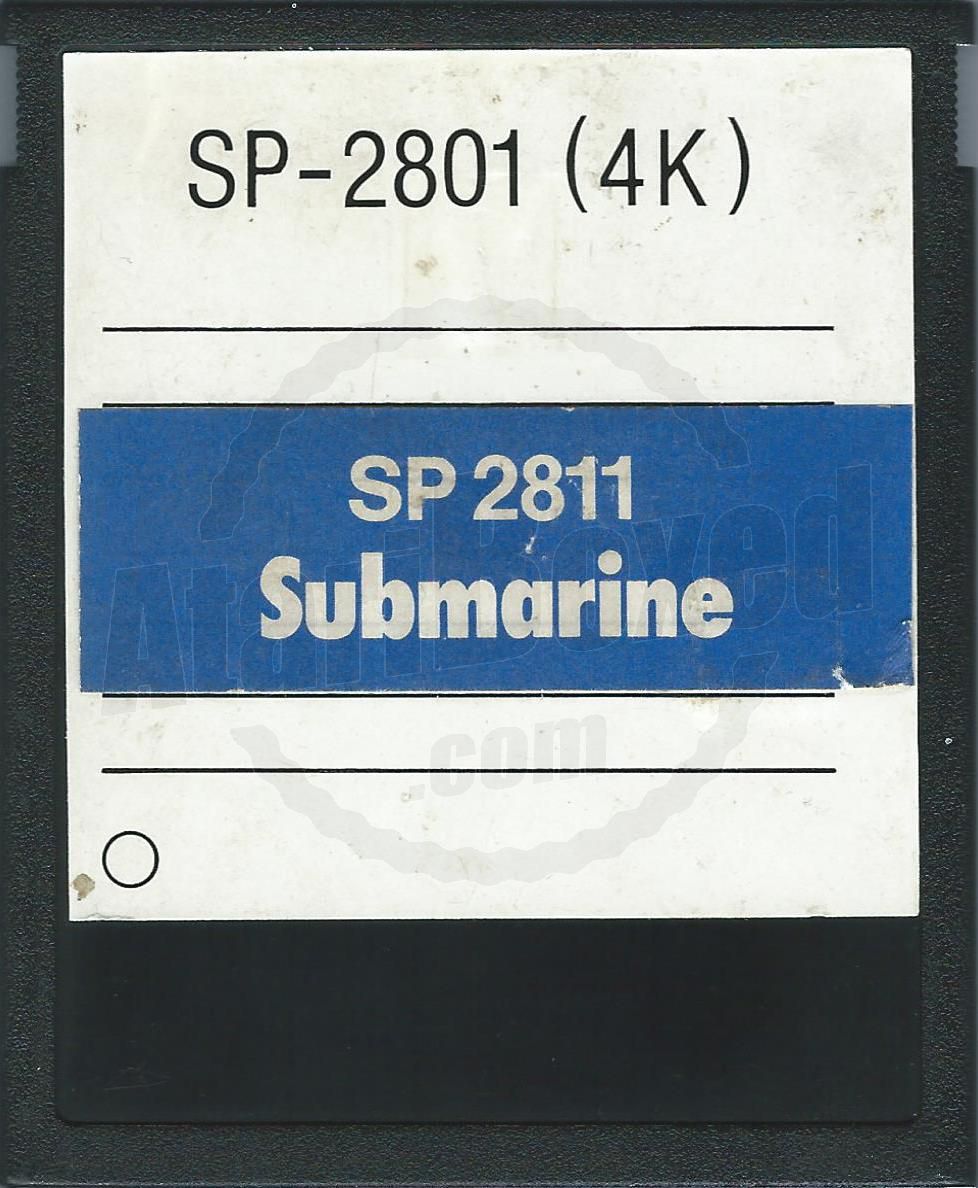 SP-2801 (4K)
SP 2811
Submarine
AtariBoxed
.com